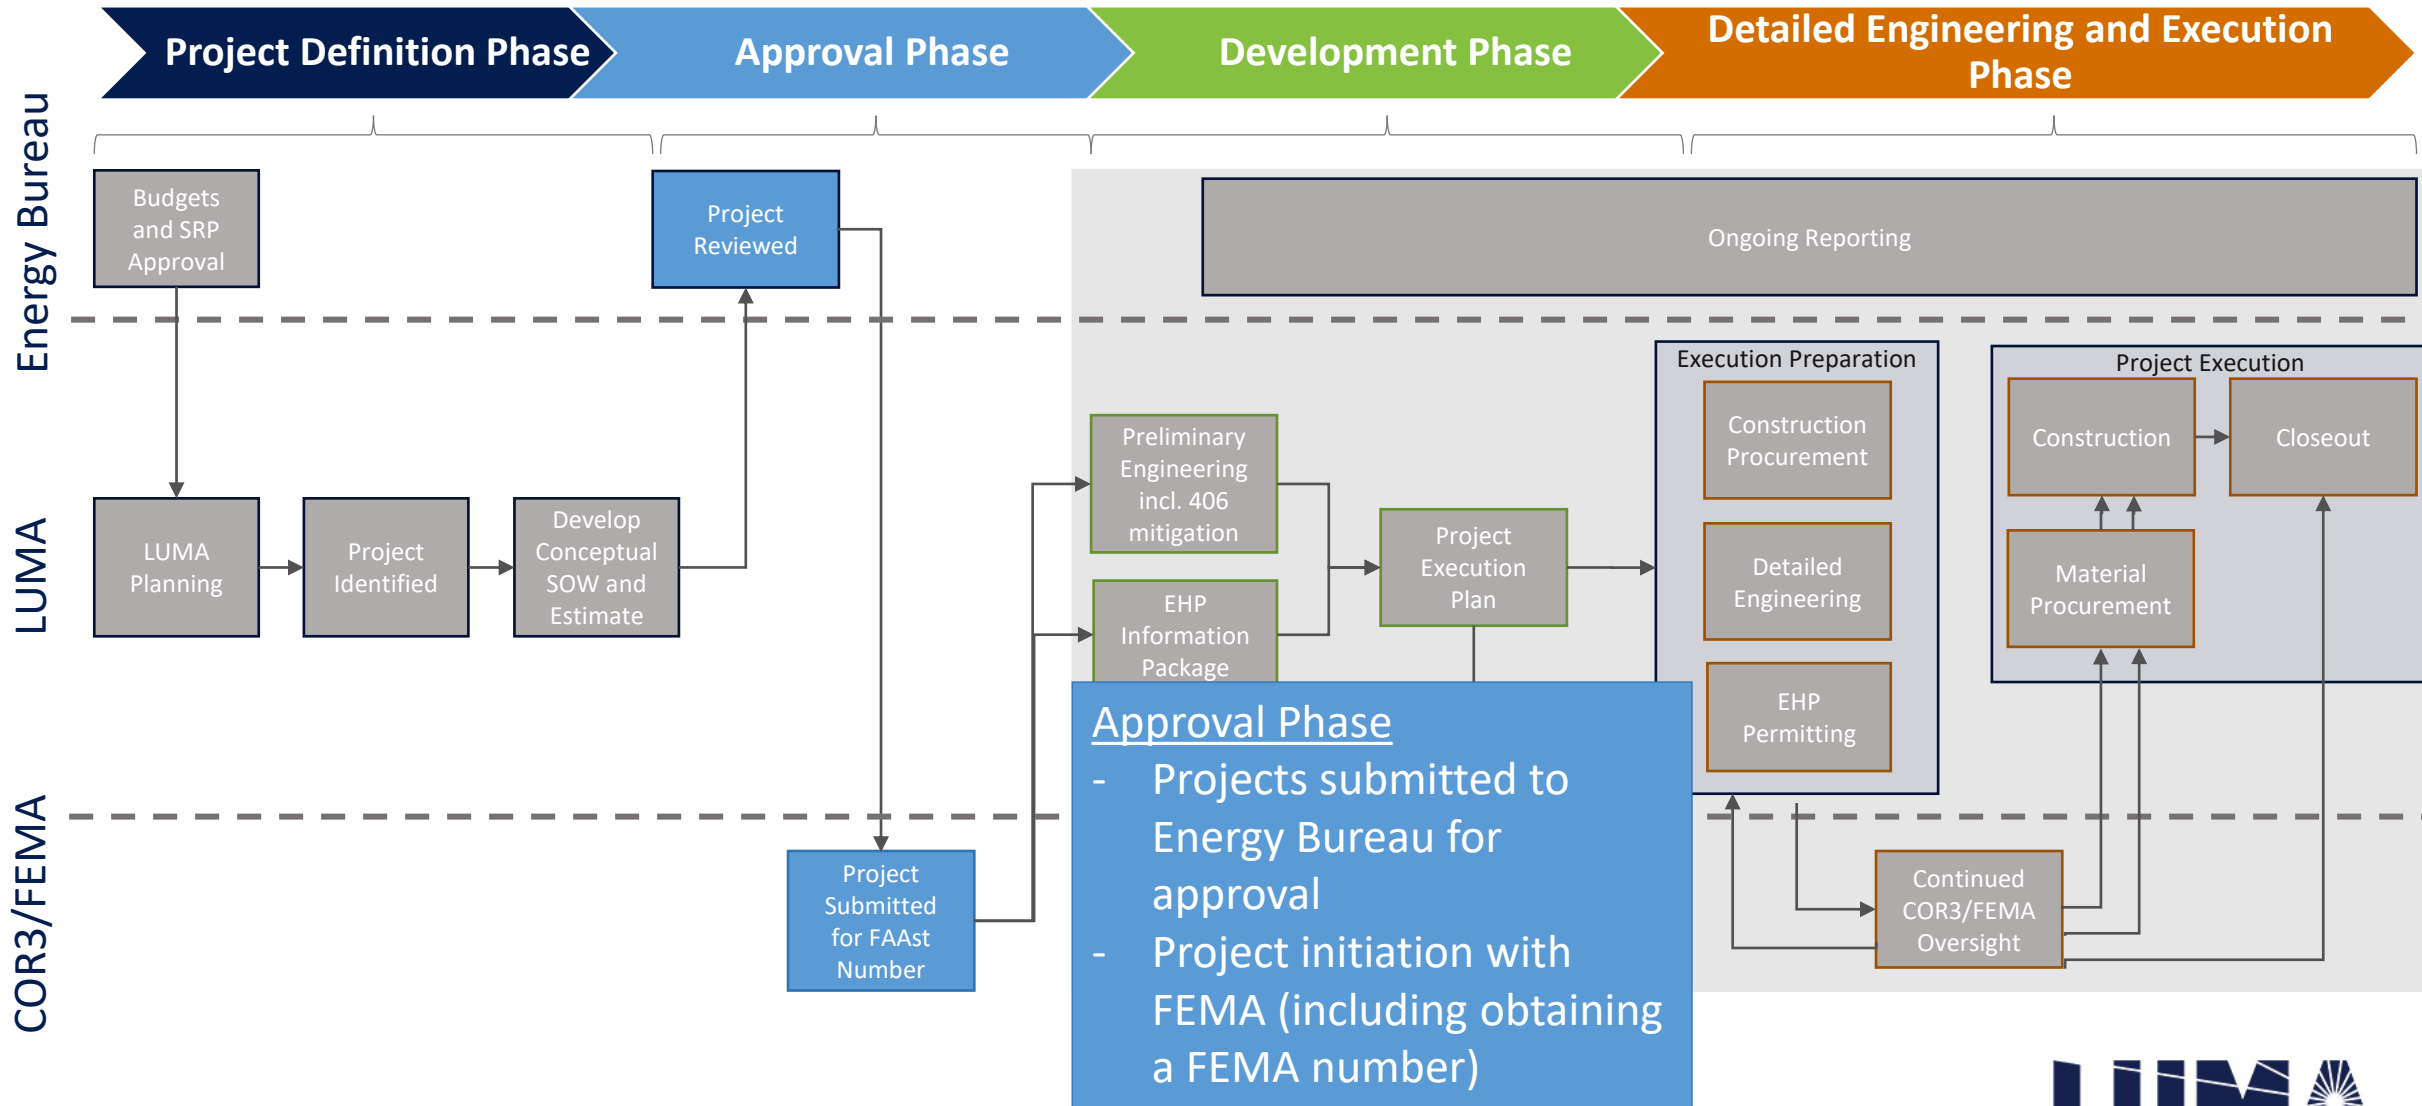 Project Definition Phase
Approval Phase
Development Phase
Detailed Engineering and Execution
Phase
Energy Bureau
LUMA
COR3/FEMA
Budgets
and SRP
Approval
Project
Reviewed
Ongoing Reporting
LUMA
Planning
Project
Identified
Develop
Conceptual
SOW and
Estimate
Preliminary
Engineering
incl. 406
mitigation
EHP
Information
Package
Project
Execution
Plan
Execution Preparation
Construction
Procurement
Detailed
Engineering
EHP
Permitting
Project Execution
Construction
Closeout
Material
Procurement
Project
Submitted
for FAAst
Number
Continued
COR3/FEMA
Oversight
Approval Phase
- Projects submitted to
Energy Bureau for
approval
- Project initiation with
FEMA (including obtaining
a FEMA number)
LUMA